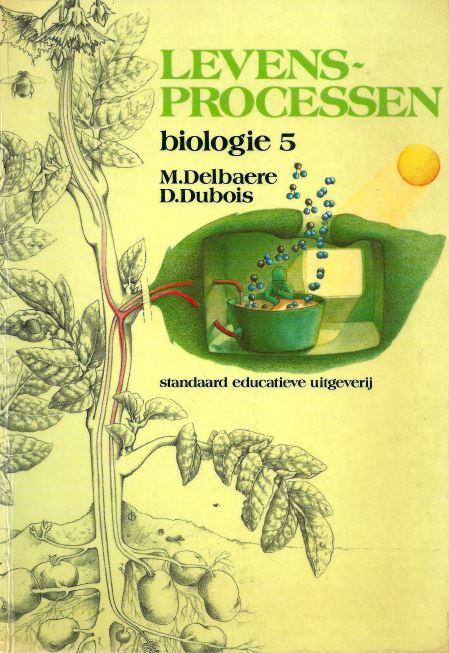 LEVENS-
PROCESSEN
biologie 5
M.Delbaere
D.Dubois
standaard educatieve uitgeverij